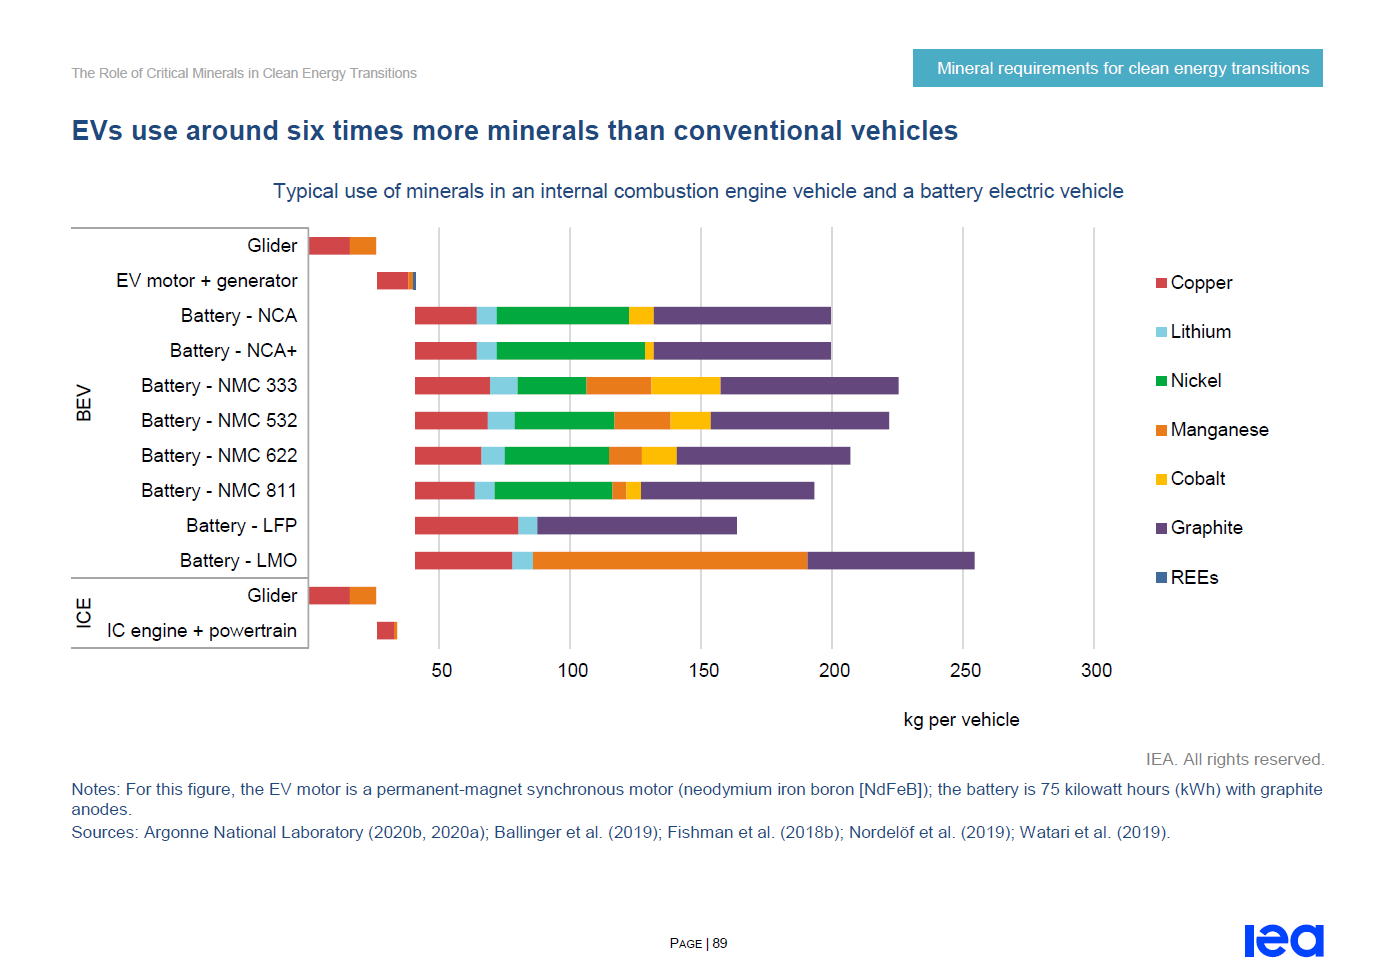 The Role of Critical Minerals in Clean Energy Transitions
Mineral requirements for clean energy transitions
EVs use around six times more minerals than conventional vehicles
Typical use of minerals in an internal combustion engine vehicle and a battery electric vehicle
BEV
Glider
EV motor + generator
Battery - NCA
Battery - NCA+
Battery - NMC 333
Battery - NMC 532
Battery - NMC 622
Battery - NMC 811
Battery - LFP
Battery - LMO
ICE
Glider
IC engine + powertrain
50 100 150 200 250 300
kg per vehicle
Copper
Lithium
Nickel
Manganese
Cobalt
Graphite
REEs
IEA. All rights reserved.
Notes: For this figure, the EV motor is a permanent-magnet synchronous motor (neodymium iron boron [NdFeB]); the battery is 75 kilowatt hours (kWh) with graphite
anodes.
Sources: Argonne National Laboratory (2020b, 2020a); Ballinger et al. (2019); Fishman et al. (2018b); Nordelöf et al. (2019); Watari et al. (2019).
PAGE | 89
iea